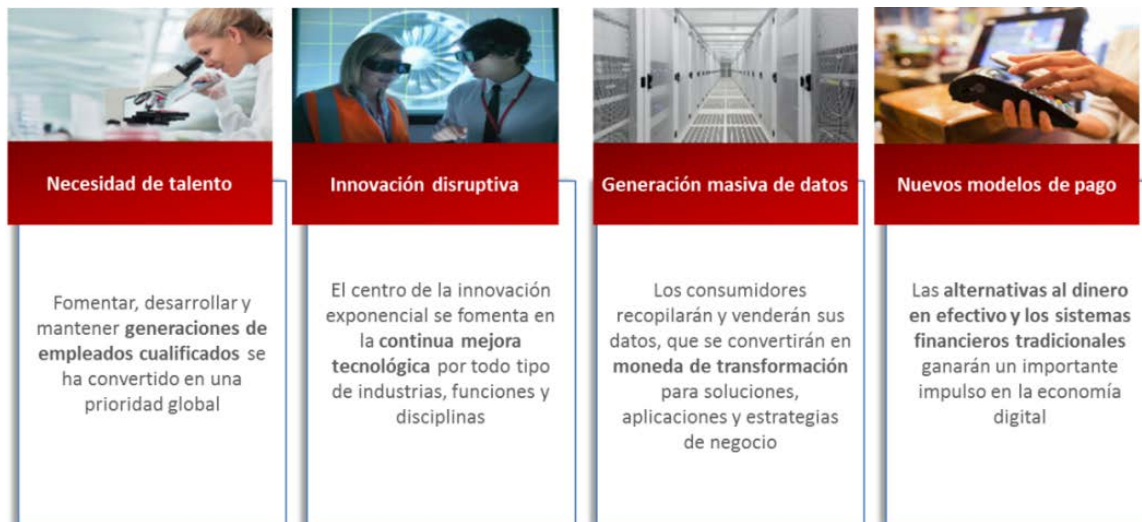 Necesidad de talento
Fomentar, desarrollar y
mantener generaciones de
empleados cualificados se
ha convertido en una
prioridad global
Innovación disruptiva
El centro de la innovación
exponencial se fomenta en
la continua mejora
tecnológica por todo tipo
de industrias, funciones y
disciplinas
Generación masiva de datos
Los consumidores
recopilarán y venderán sus
datos, que se convertirán en
moneda de transformación
para soluciones,
aplicaciones y estrategias
de negocio
Nuevos modelos de pago
Las alternativas al dinero
en efectivo y los sistemas
financieros tradicionales
ganarán un importante
impulso en la economía
digital